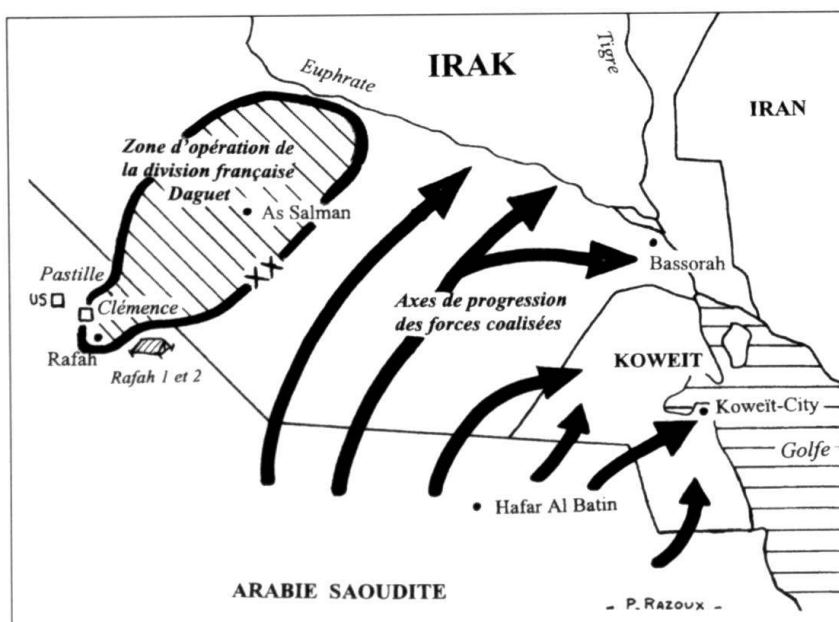 IRAK
Euphrate
Tigre
IRAN
Zone d'opération de
la division française
Daguet
As Salman
XX
Pastille
US
Clémence
Rafah
Rafah 1 et 2
Bassorah
Axes de progression
des forces coalisées
KOWEIT
Koweït-City
Golfe
Hafar Al Batin
ARABIE SAOUDITE
- P. RAZOUX -